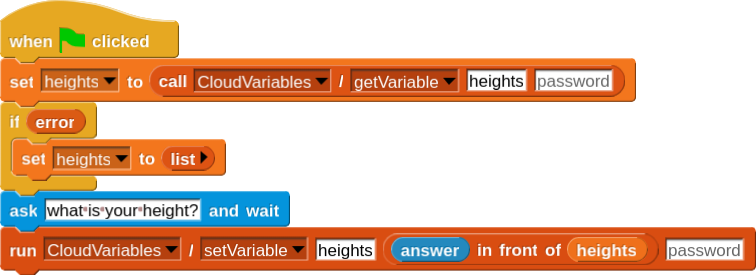 when clicked
set heights to call CloudVariables / getVariable heights password
if error
set heights to list
ask what is your height? and wait
run CloudVariables / setVariable heights answer in front of heights password